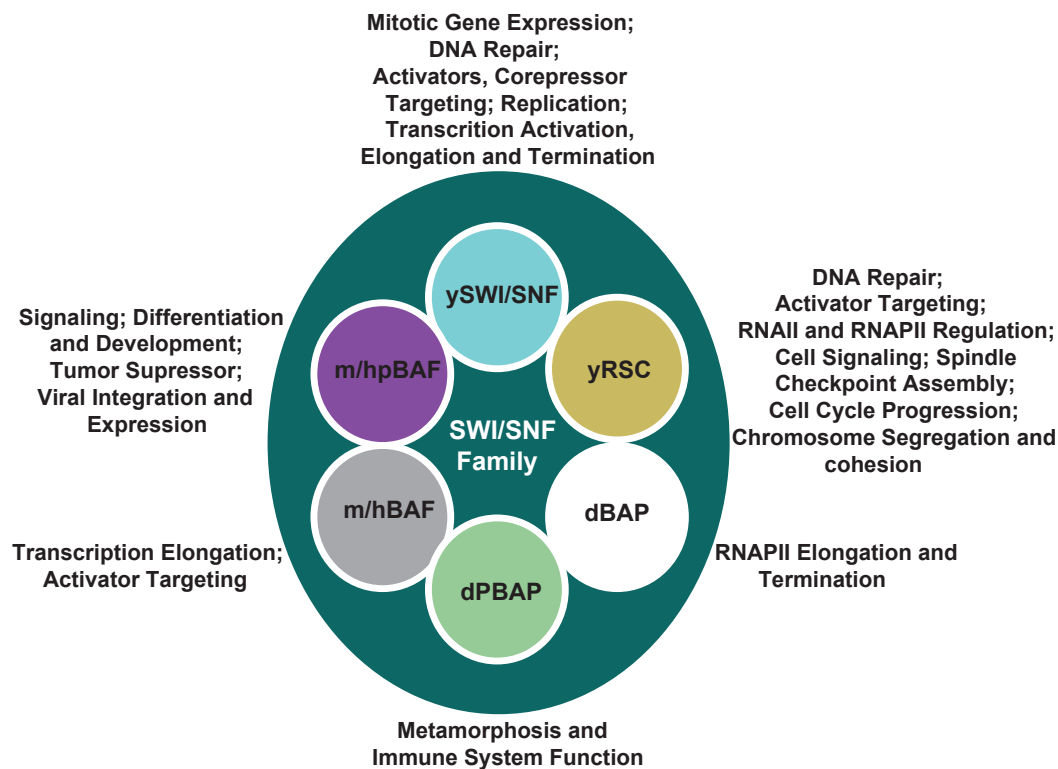 Mitotic Gene Expression;
DNA Repair;
Activators, Corepressor
Targeting; Replication;
Transcrition Activation,
Elongation and Termination
ySWI/SNF
DNA Repair;
Activator Targeting;
RNAII and RNAPII Regulation;
Cell Signaling; Spindle
Checkpoint Assembly;
Cell Cycle Progression;
Chromosome Segregation and
cohesion
yRSC
Signaling; Differentiation
and Development;
Tumor Supressor;
Viral Integration and
Expression
m/hpBAF
SWI/SNF
Family
m/hBAF
dBAP
Transcription Elongation;
Activator Targeting
RNAPII Elongation and
Termination
dPBAP
Metamorphosis and
Immune System Function